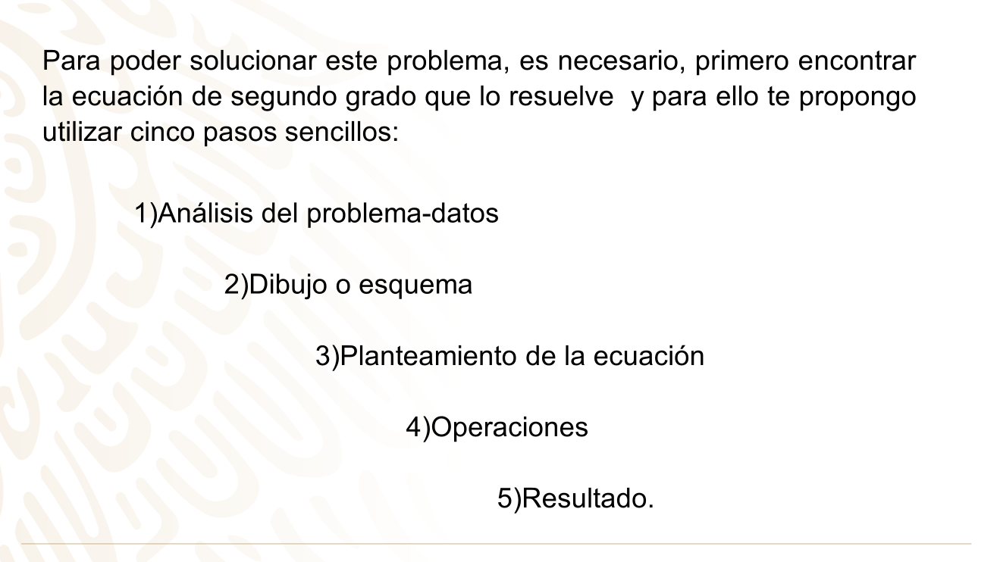 Para poder solucionar este problema, es necesario, primero encontrar
la ecuación de segundo grado que lo resuelve  y para ello te propongo
utilizar cinco pasos sencillos:
1)Análisis del problema-datos
2)Dibujo o esquema
3)Planteamiento de la ecuación
4)Operaciones
5)Resultado.